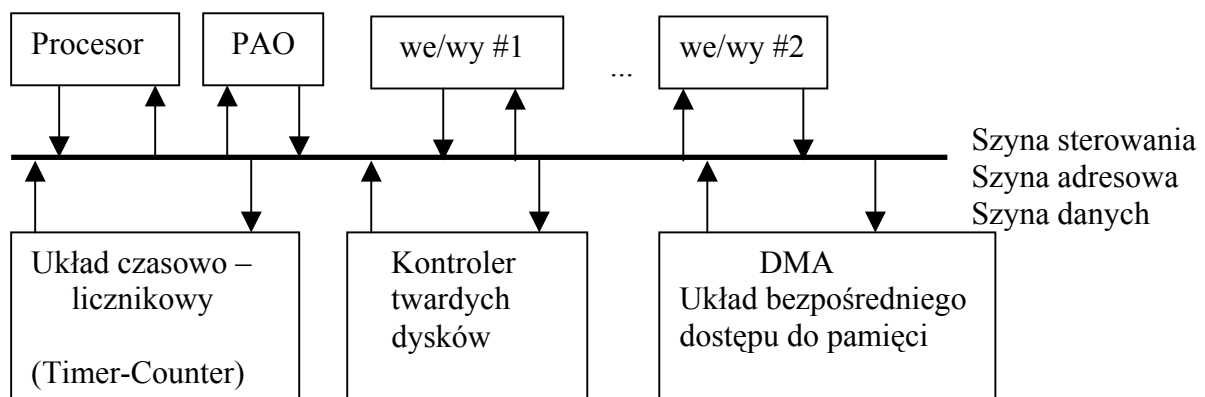 Procesor
PAO
we/wy #1
...
we/wy #2
Szyna sterowania
Szyna adresowa
Szyna danych
Układ czasowo –
licznikowy
(Timer-Counter)
Kontroler
twardych
dysków
DMA
Układ bezpośredniego
dostępu do pamięci